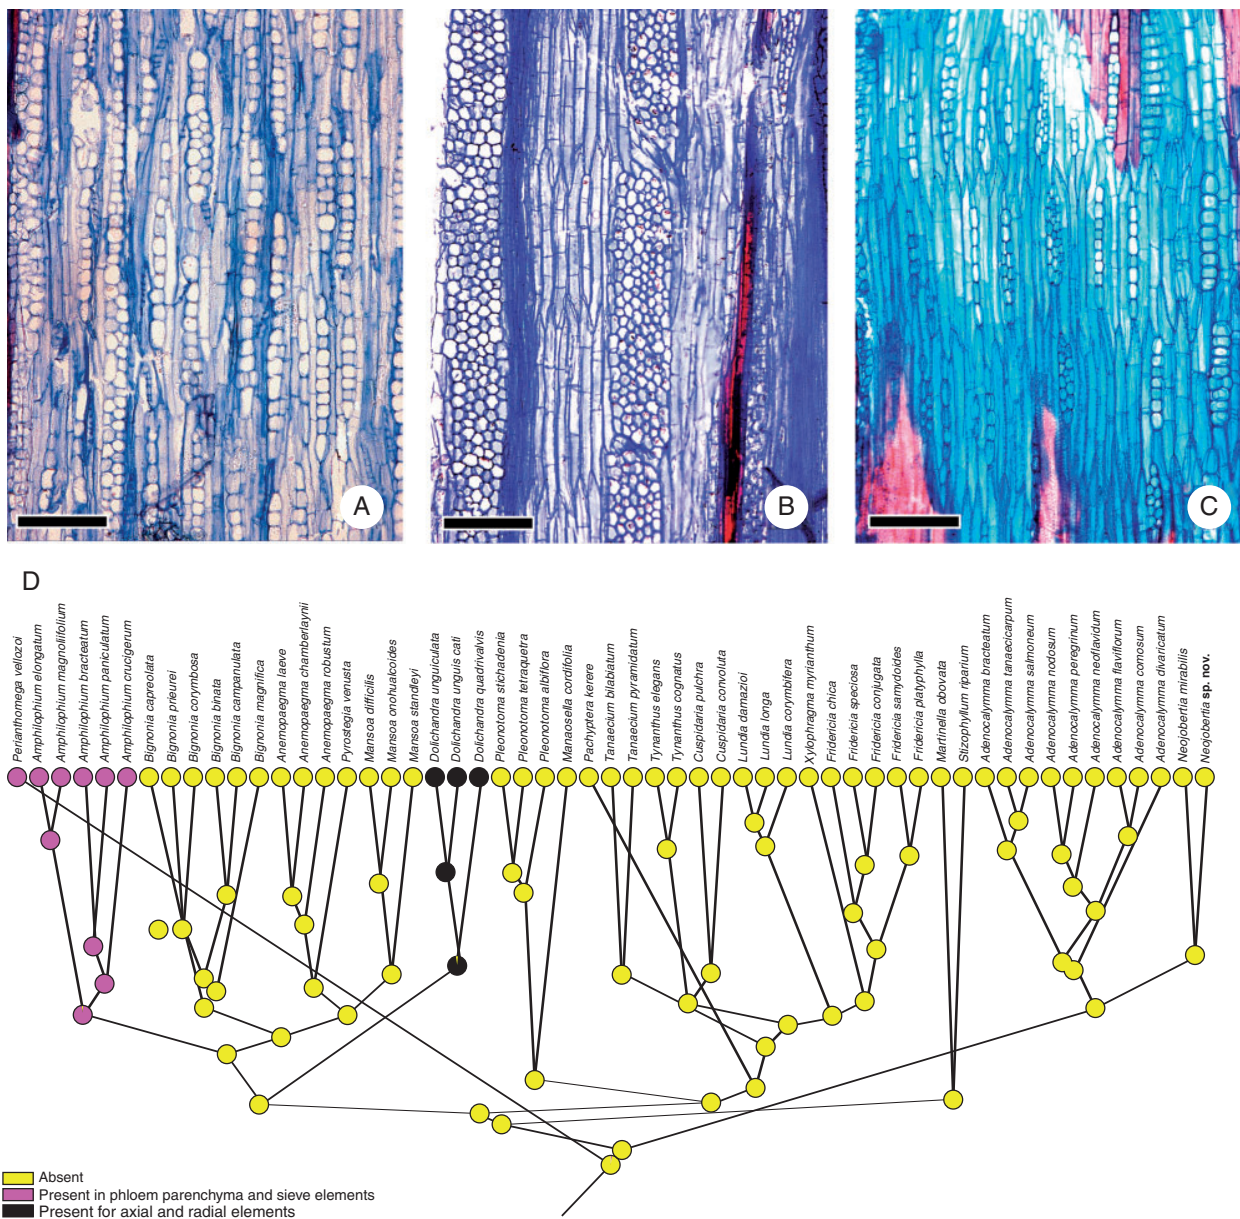 A
B
C
D
Perianthomega vellozoi
Amphilophium elongatum
Amphilophium magnoliifolium
Amphilophium bracteatum
Amphilophium paniculatum
Amphilophium crucigerum
Bignonia capreolata
Bignonia prieurei
Bignonia corymbosa
Bignonia binata
Bignonia campanulata
Bignonia magnifica
Anemopaegma laeve
Anemopaegma chamberlaynii
Anemopaegma robustum
Pyrostegia venusta
Mansoa difficilis
Mansoa onohualcoides
Mansoa standleyi
Dolichandra unguiculata
Dolichandra unguis cati
Dolichandra quadrivalvis
Pleonotoma stichadenia
Pleonotoma tetraquetra
Pleonotoma albiflora
Manaosella cordifolia
Pachyptera kerere
Tanaecium bilabiatum
Tanaecium pyramidatum
Tynanthus elegans
Tynanthus cognatus
Cuspidaria pulchra
Cuspidaria convoluta
Lundia damazioi
Lundia longa
Lundia corymbifera
Xylophragma myrianthum
Fridericia chica
Fridericia speciosa
Fridericia conjugata
Fridericia samydoides
Fridericia platyphylla
Martinella obovata
Stizophyllum riparium
Adenocalymma bracteatum
Adenocalymma tanaeciicarpum
Adenocalymma salmoneum
Adenocalymma nodosum
Adenocalymma peregrinum
Adenocalymma neoflavidum
Adenocalymma flaviflorum
Adenocalymma comosum
Adenocalymma divaricatum
Neojobertia mirabilis
Neojobertia sp. nov.
Absent
Present in phloem parenchyma and sieve elements
Present for axial and radial elements